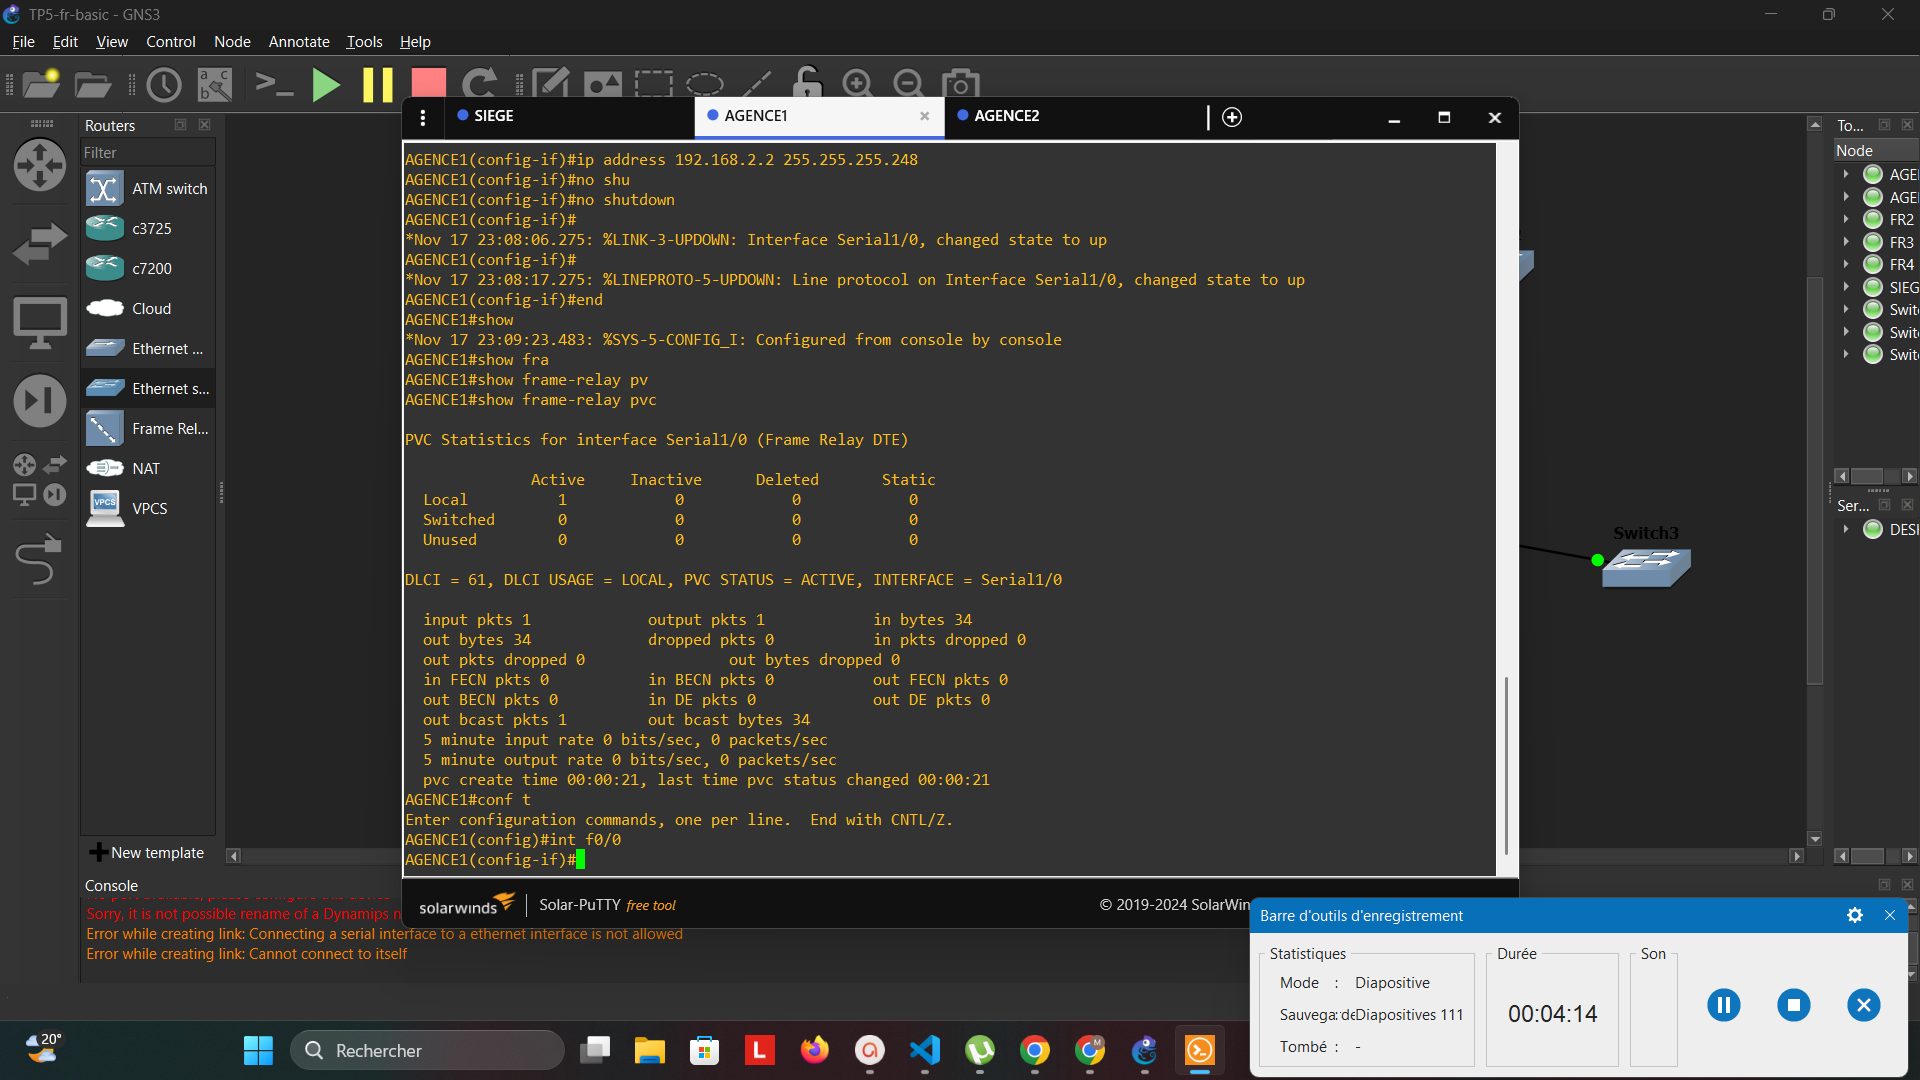 TP5-fr-basic - GNS3
File Edit View Control Node Annotate Tools Help
SIEGE
AGENCE1
AGENCE2
Routers
Filter
ATM switch
c3725
c7200
Cloud
Ethernet ...
Ethernet s...
Frame Rel...
NAT
VPCS
VPCS
New template
AGENCE1(config-if)#ip address 192.168.2.2 255.255.255.248
AGENCE1(config-if)#no shu
AGENCE1(config-if)#no shutdown
AGENCE1(config-if)#
*Nov 17 23:08:06.275: %LINK-3-UPDOWN: Interface Serial1/0, changed state to up
AGENCE1(config-if)#
*Nov 17 23:08:17.275: %LINEPROTO-5-UPDOWN: Line protocol on Interface Serial1/0, changed state to up
AGENCE1(config-if)#end
AGENCE1#show
*Nov 17 23:09:23.483: %SYS-5-CONFIG_I: Configured from console by console
AGENCE1#show fra
AGENCE1#show frame-relay pv
AGENCE1#show frame-relay pvc
PVC Statistics for interface Serial1/0 (Frame Relay DTE)
Active Inactive Deleted Static
Local 1 0 0 0
Switched 0 0 0 0
Unused 0 0 0 0
DLCI = 61, DLCI USAGE = LOCAL, PVC STATUS = ACTIVE, INTERFACE = Serial1/0
input pkts 1 output pkts 1 in bytes 34
out bytes 34 dropped pkts 0 in pkts dropped 0
out pkts dropped 0 out bytes dropped 0
in FECN pkts 0 in BECN pkts 0 out FECN pkts 0
out BECN pkts 0 in DE pkts 0 out DE pkts 0
out bcast pkts 1 out bcast bytes 34
5 minute input rate 0 bits/sec, 0 packets/sec
5 minute output rate 0 bits/sec, 0 packets/sec
pvc create time 00:00:21, last time pvc status changed 00:00:21
AGENCE1#conf t
Enter configuration commands, one per line. End with CNTL/Z.
AGENCE1(config)#int f0/0
AGENCE1(config-if)#
solarwinds
Solar-PuTTY free tool
© 2019-2024 SolarWin
Switch3
To...
Node
AGE
AGE
FR2
FR3
FR4
SIEG
Swit
Swit
Swit
Ser...
DESI
Console
Sorry, it is not possible rename of a Dynamips n
Error while creating link: Connecting a serial interface to a ethernet interface is not allowed
Error while creating link: Cannot connect to itself
Barre d'outils d'enregistrement
Statistiques
Mode : Diapositive
Sauvega: Diapositives 111
Tombé : -
Durée
00:04:14
Son
20°
Rechercher
L
M